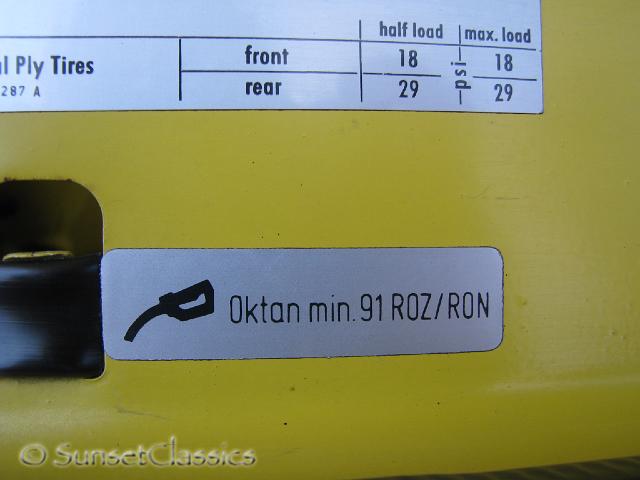 half load max. load
al Ply Tires front 18 psi 18
287 A rear 29 29
Oktan min. 91 ROZ/RON
© SunsetClassics